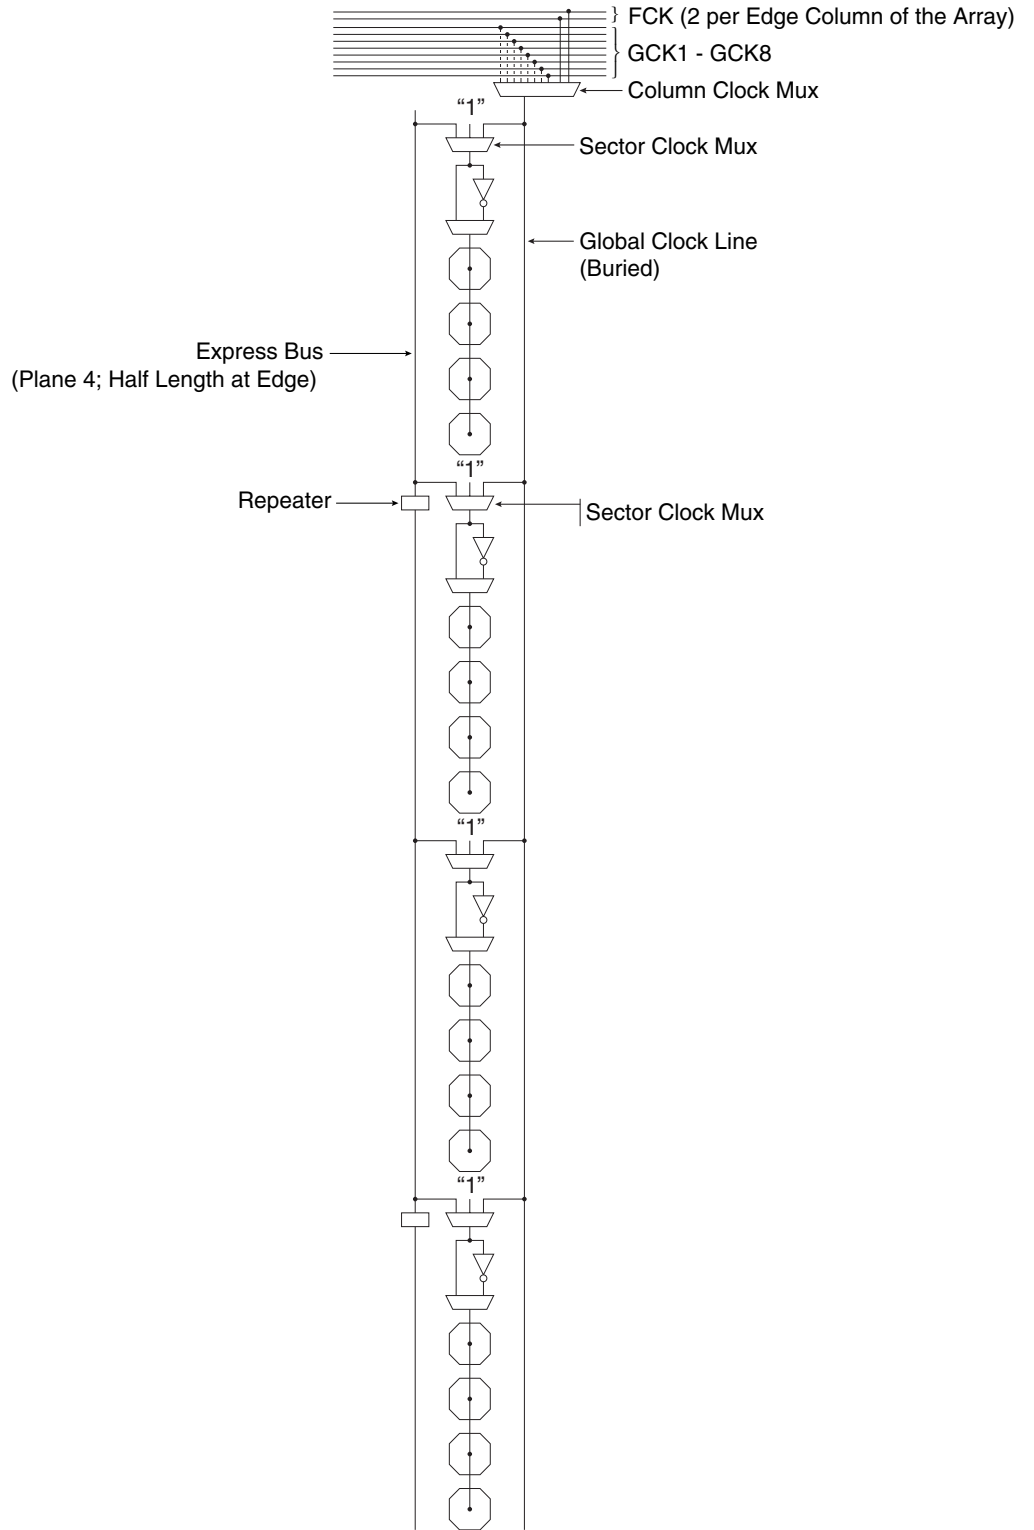 FCK (2 per Edge Column of the Array)
GCK1 - GCK8
Column Clock Mux
“1”
Sector Clock Mux
Global Clock Line
(Buried)
Express Bus
(Plane 4; Half Length at Edge)
“1”
Repeater
Sector Clock Mux
“1”
“1”